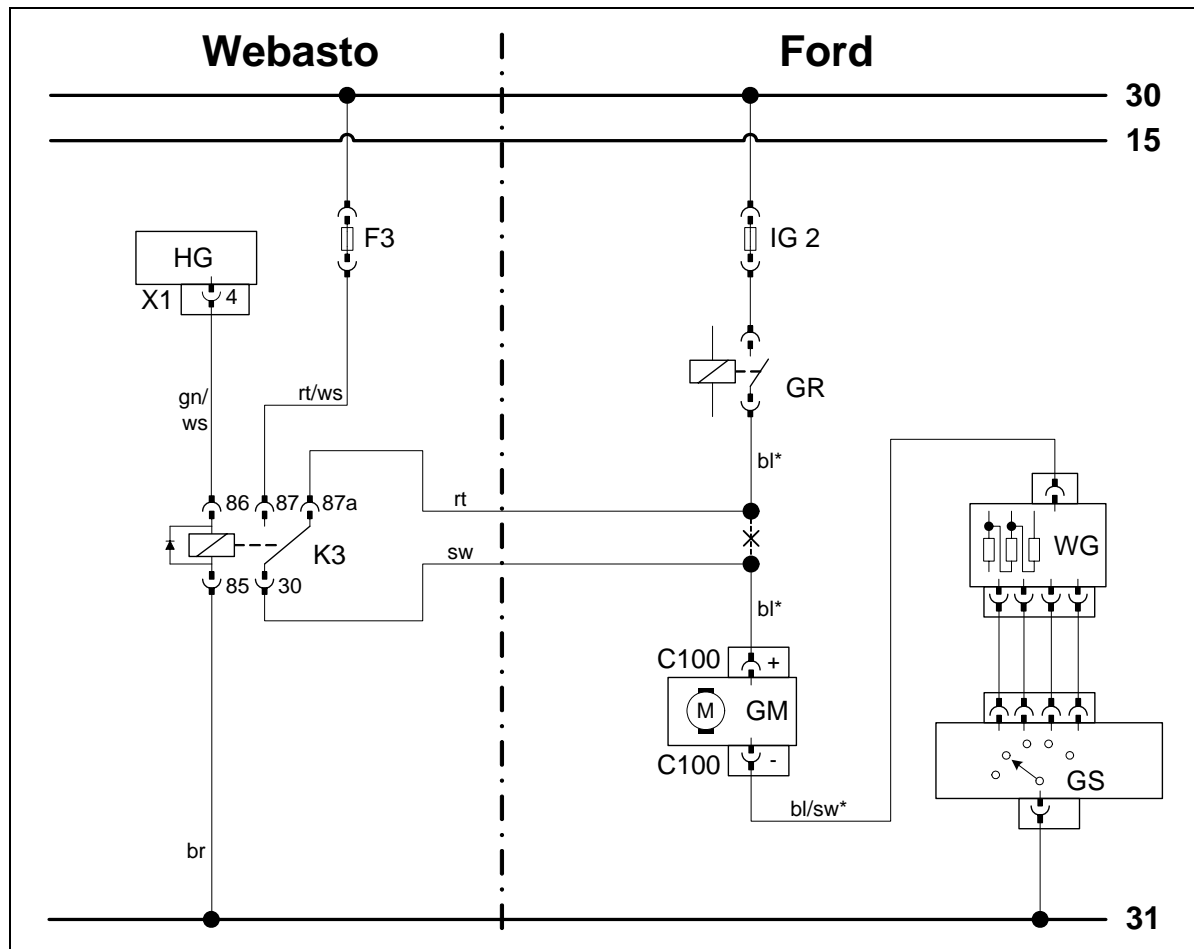 Webasto
Ford
30
15
F3
IG 2
HG
X1
4
gn/
ws
rt/ws
GR
bl*
86
87
87a
rt
K3
sw
WG
85
30
bl*
C100
+
M
GM
C100
-
GS
bl/sw*
br
31